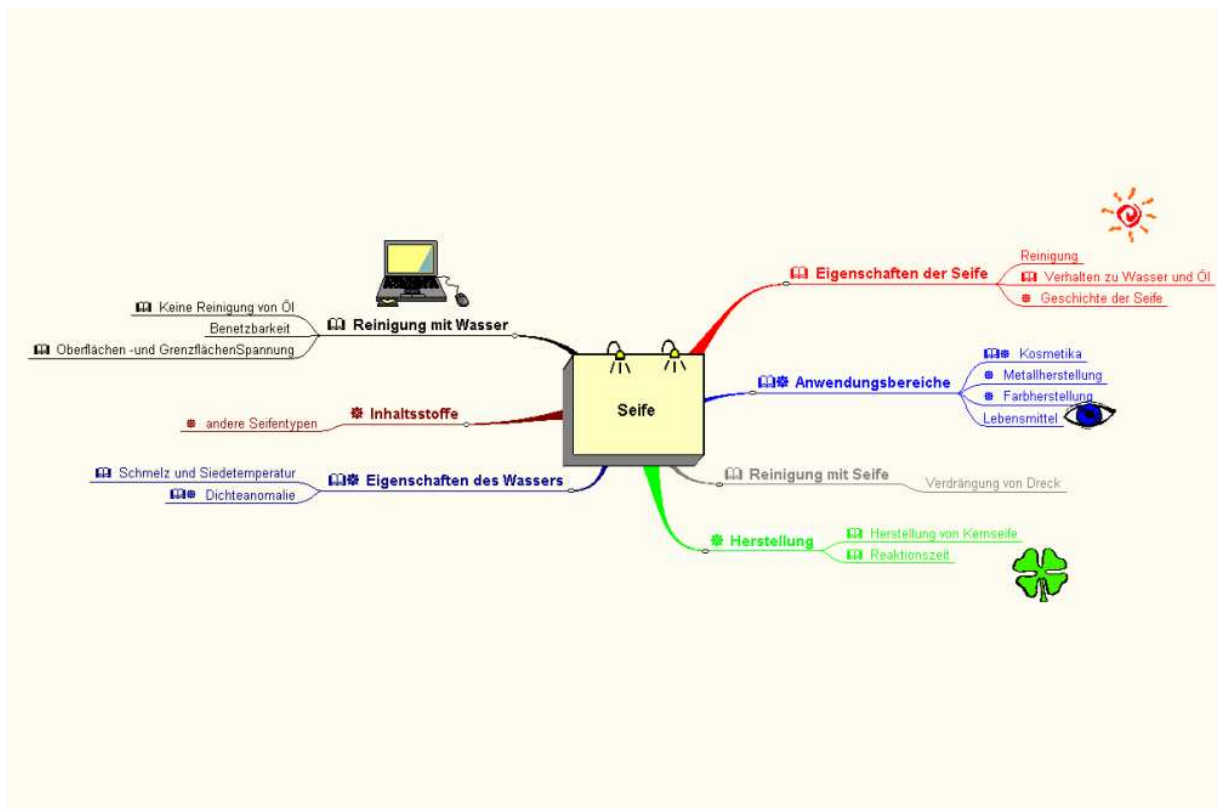 Seife
Eigenschaften der Seife
Reinigung
Verhalten zu Wasser und Öl
Geschichte der Seife
Anwendungsbereiche
Kosmetika
Metallherstellung
Farbherstellung
Lebensmittel
Reinigung mit Seife
Verdrängung von Dreck
Herstellung
Herstellung von Kernseife
Reaktionszeit
Reinigung mit Wasser
Keine Reinigung von Öl
Benetzbarkeit
Oberflächen -und GrenzflächenSpannung
Inhaltsstoffe
andere Seifentypen
Eigenschaften des Wassers
Schmelz und Siedetemperatur
Dichteanomalie